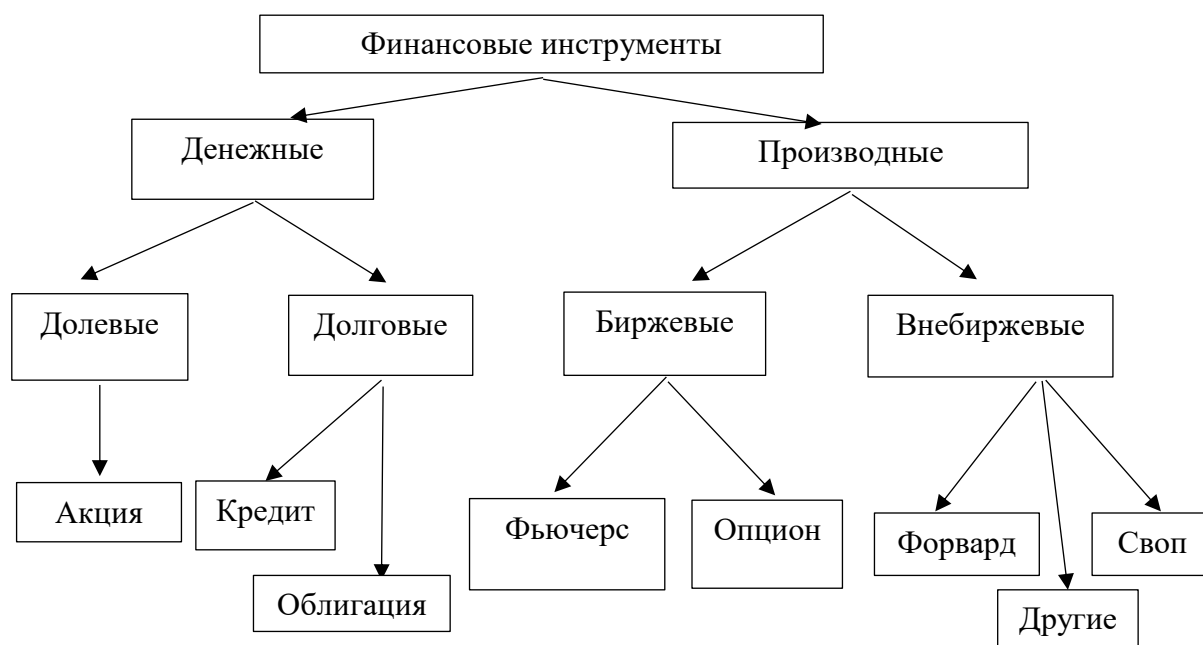 Финансовые инструменты
Денежные
Производные
Долевые
Долговые
Биржевые
Внебиржевые
Акция
Кредит
Фьючерс
Опцион
Форвард
Своп
Облигация
Другие